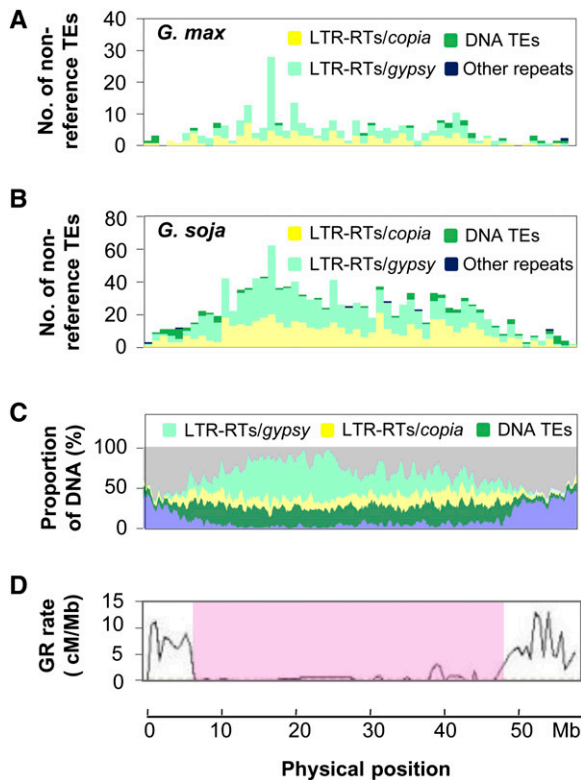 A
No. of non-
reference TEs
40
30
20
10
0
G. max
LTR-RTs/copia
DNA TEs
LTR-RTs/gypsy
Other repeats
B
No. of non-
reference TEs
80
60
40
20
0
G. soja
LTR-RTs/copia
DNA TEs
LTR-RTs/gypsy
Other repeats
C
Proportion
of DNA (%)
100
50
0
LTR-RTs/gypsy
LTR-RTs/copia
DNA TEs
D
GR rate
( cM/Mb)
15
10
5
0
0 10 20 30 40 50 Mb
Physical position